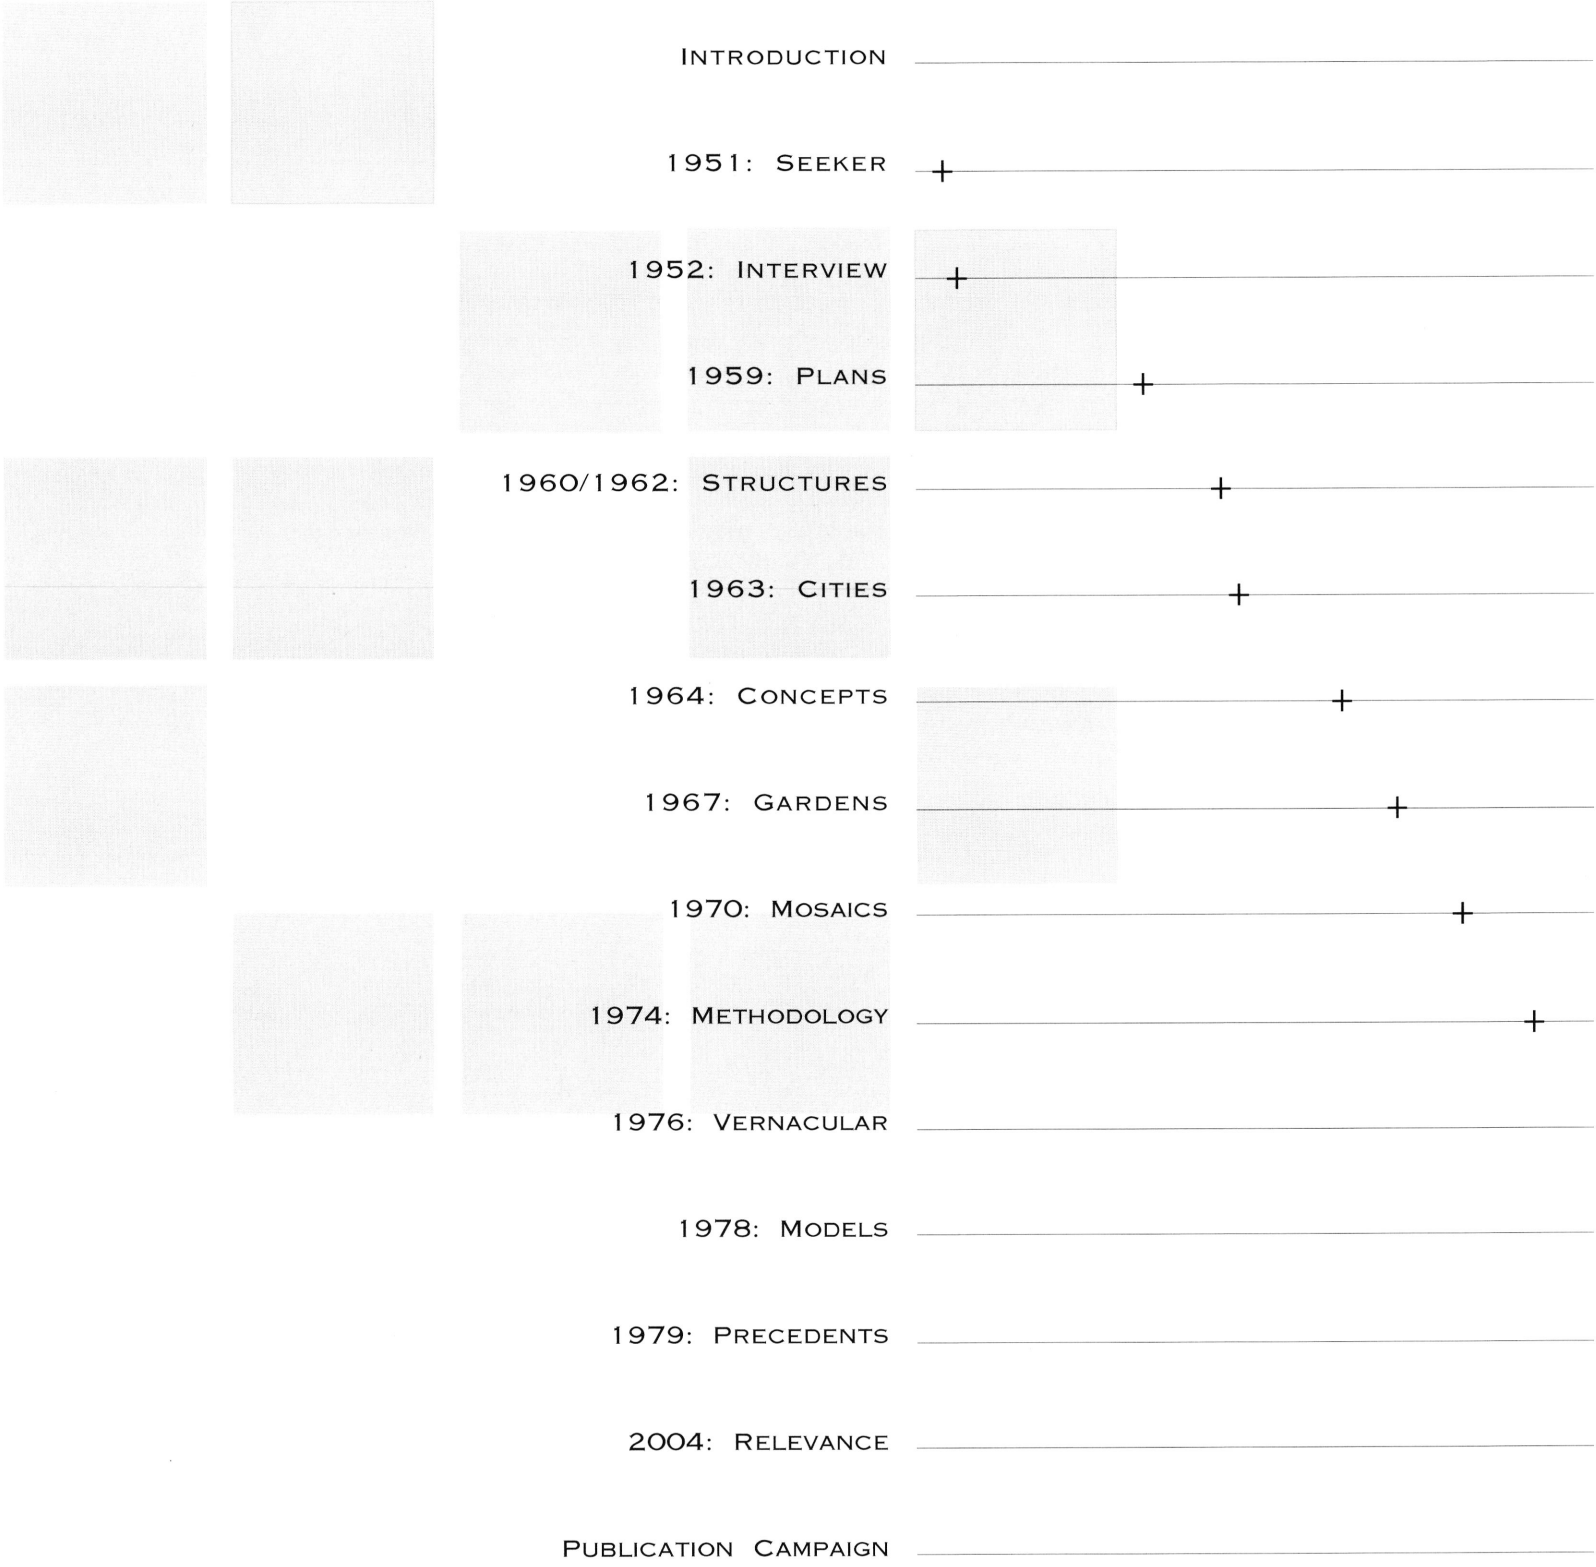 INTRODUCTION
1951: SEEKER
1952: INTERVIEW
1959: PLANS
1960/1962: STRUCTURES
1963: CITIES
1964: CONCEPTS
1967: GARDENS
1970: MOSAICS
1974: METHODOLOGY
1976: VERNACULAR
1978: MODELS
1979: PRECEDENTS
2004: RELEVANCE
PUBLICATION CAMPAIGN